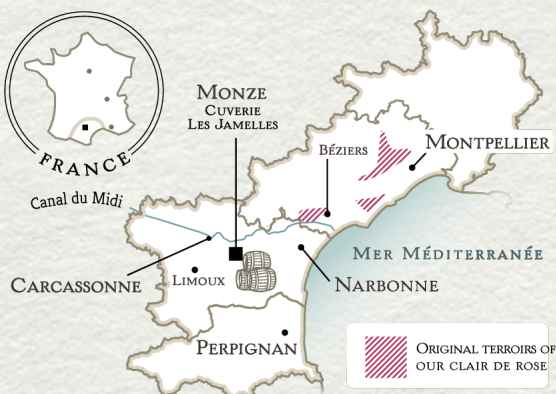 FRANCE
MONZE
CUVERIE
LES JAMELLES
BÉZIERS
MONTPELLIER
Canal du Midi
MER MÉDITERRANÉE
CARCASSONNE
LIMOUX
NARBONNE
PERPIGNAN
ORIGINAL TERROIRS OF
OUR CLAIR DE ROSE